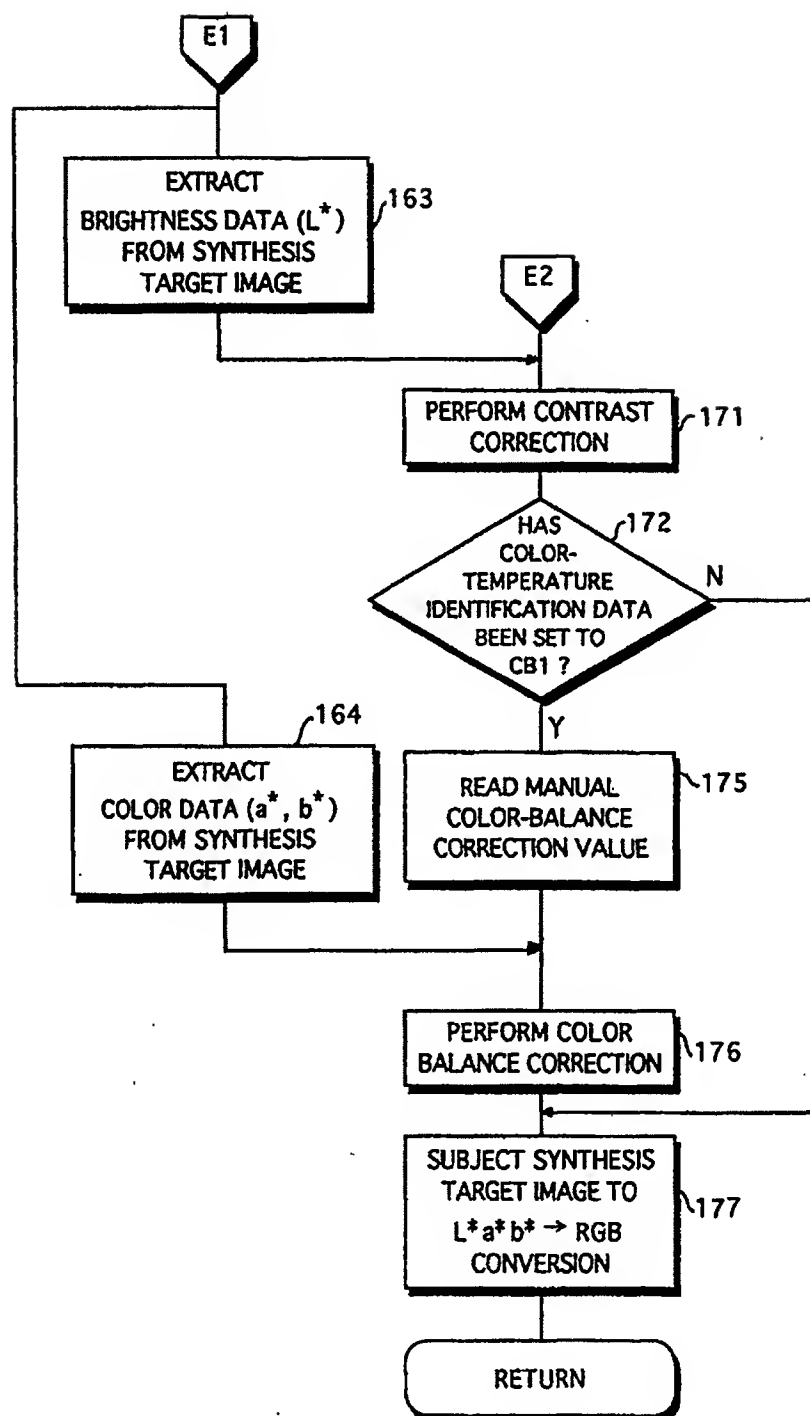 E1
EXTRACT
BRIGHTNESS DATA (L*)
FROM SYNTHESIS
TARGET IMAGE
163
E2
PERFORM CONTRAST
CORRECTION
171
HAS
COLOR-
TEMPERATURE
IDENTIFICATION DATA
BEEN SET TO
CB1 ?
172
N
Y
164
EXTRACT
COLOR DATA (a*, b*)
FROM SYNTHESIS
TARGET IMAGE
READ MANUAL
COLOR-BALANCE
CORRECTION VALUE
175
PERFORM COLOR
BALANCE CORRECTION
176
SUBJECT SYNTHESIS
TARGET IMAGE TO
L*a*b* → RGB
CONVERSION
177
RETURN